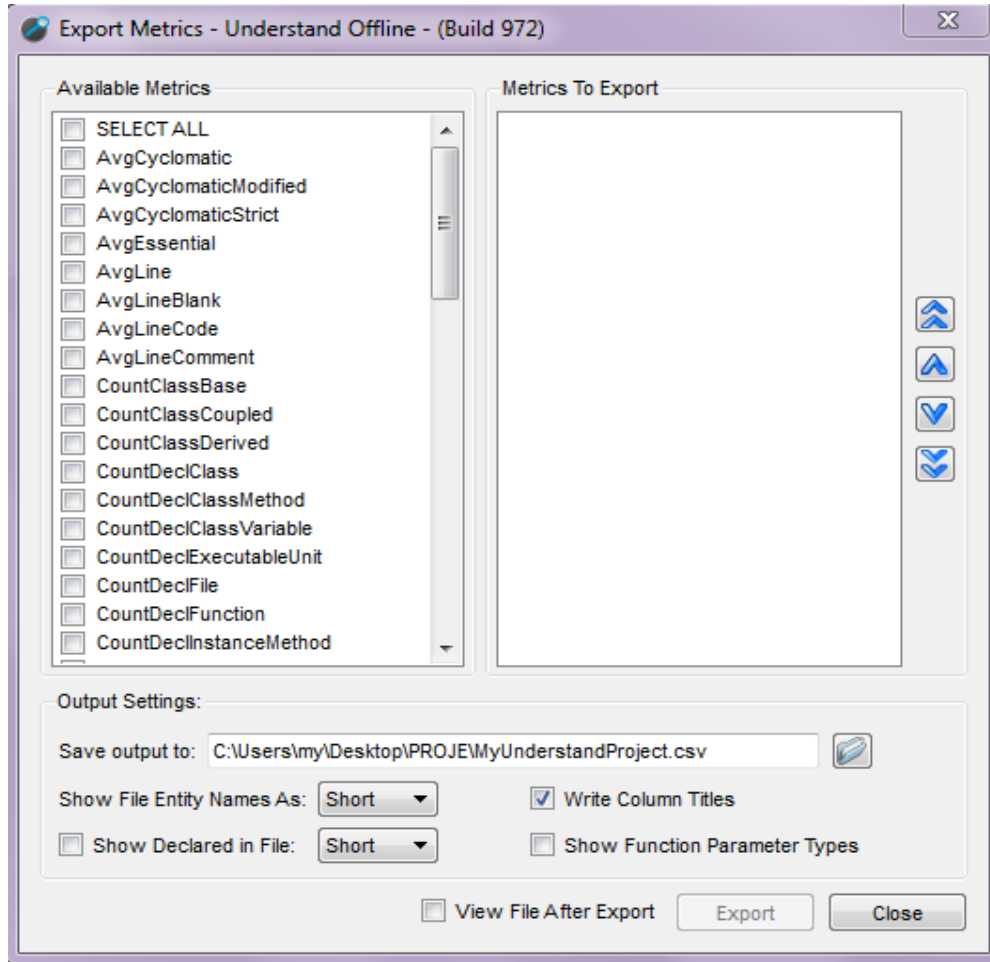 Export Metrics - Understand Offline - (Build 972)
Available Metrics
SELECT ALL
AvgCyclomatic
AvgCyclomaticModified
AvgCyclomaticStrict
AvgEssential
AvgLine
AvgLineBlank
AvgLineCode
AvgLineComment
CountClassBase
CountClassCoupled
CountClassDerived
CountDeclClass
CountDeclClassMethod
CountDeclClassVariable
CountDeclExecutableUnit
CountDeclFile
CountDeclFunction
CountDeclInstanceMethod
Metrics To Export
Output Settings:
Save output to: C:\Users\my\Desktop\PROJE\MyUnderstandProject.csv
Show File Entity Names As: Short Write Column Titles
Show Declared in File: Short Show Function Parameter Types
View File After Export Export Close